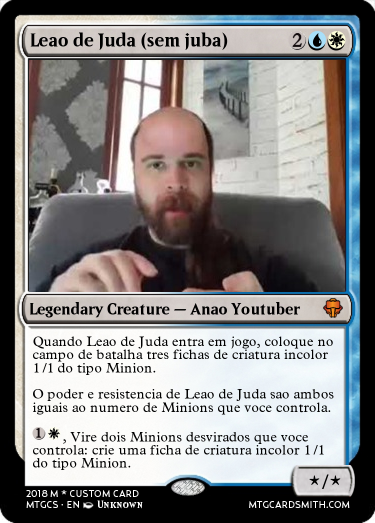 Leao de Juda (sem juba) 2
Legendary Creature — Anao Youtuber
Quando Leao de Juda entra em jogo, coloque no
campo de batalha tres fichas de criatura incolor
1/1 do tipo Minion.
O poder e resistencia de Leao de Juda sao ambos
iguais ao numero de Minions que voce controla.
1, Vire dois Minions desvirados que voce
controla: crie uma ficha de criatura incolor 1/1
do tipo Minion.
*/*
2018 M * CUSTOM CARD
MTGCS · EN Unknown
MTGCARDSMITH.COM